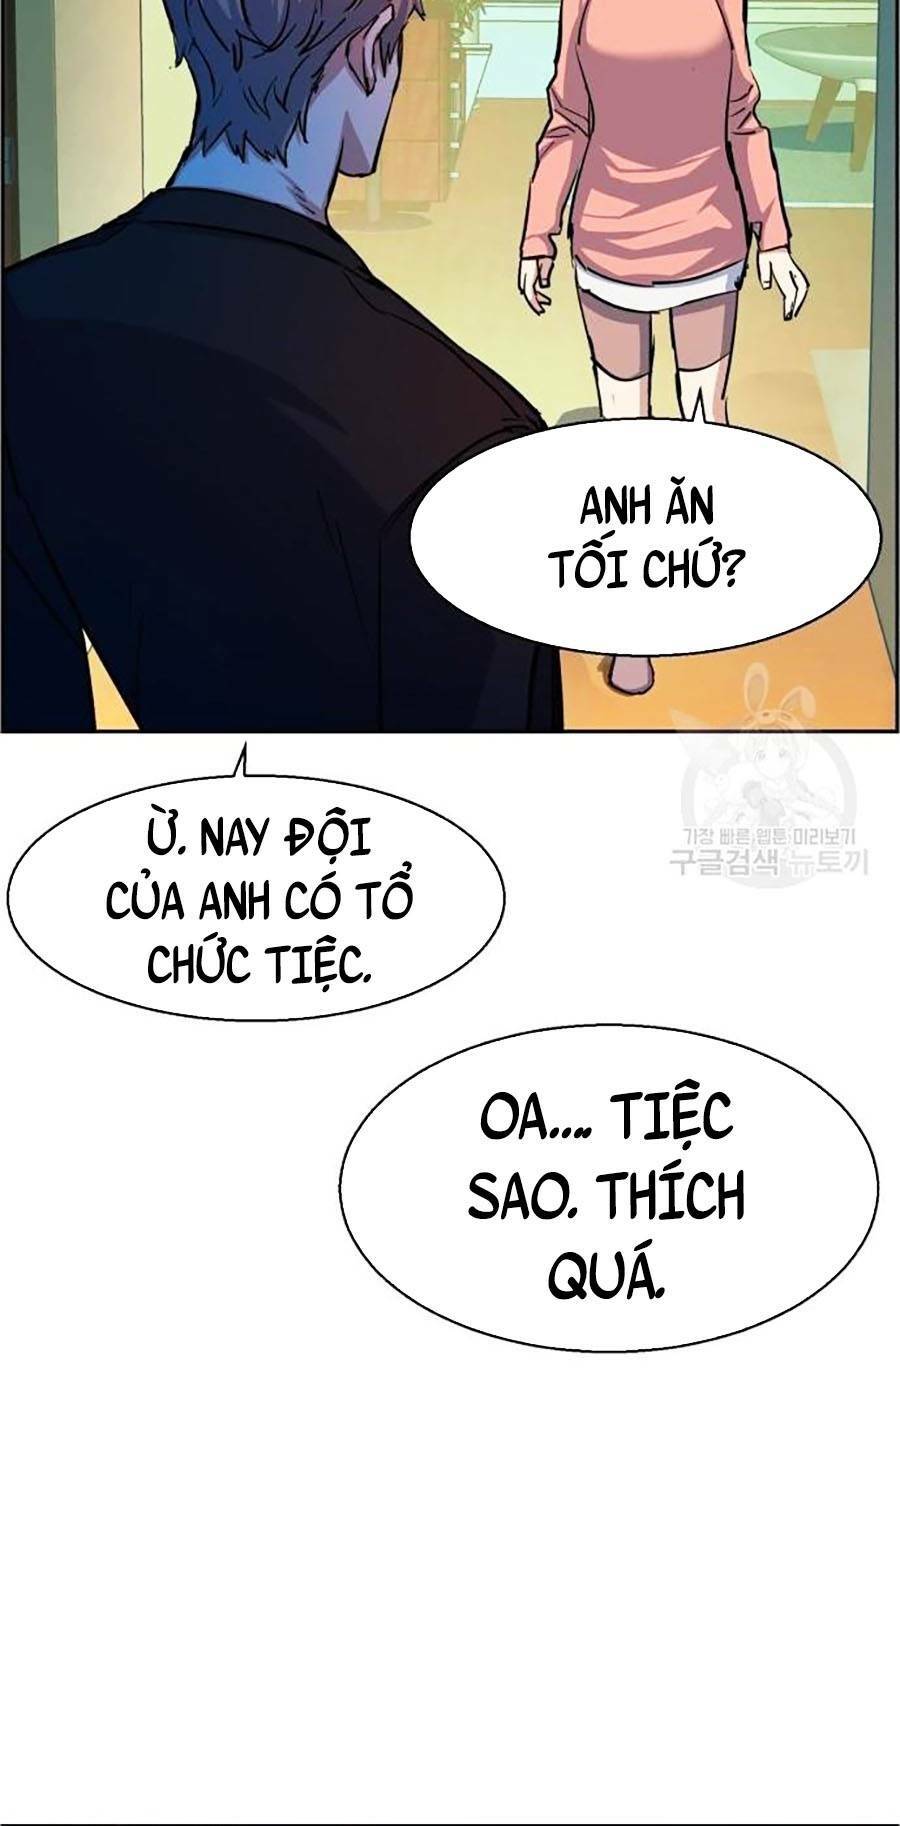 ANH ĂN
TỐI CHỨ?
가장 빠른 웹툰 미리보기
구글검색 뉴토끼
Ừ. NAY ĐỘI
CỦA ANH CÓ TỔ
CHỨC TIỆC.
OA.... TIỆC
SAO. THÍCH
QUÁ.